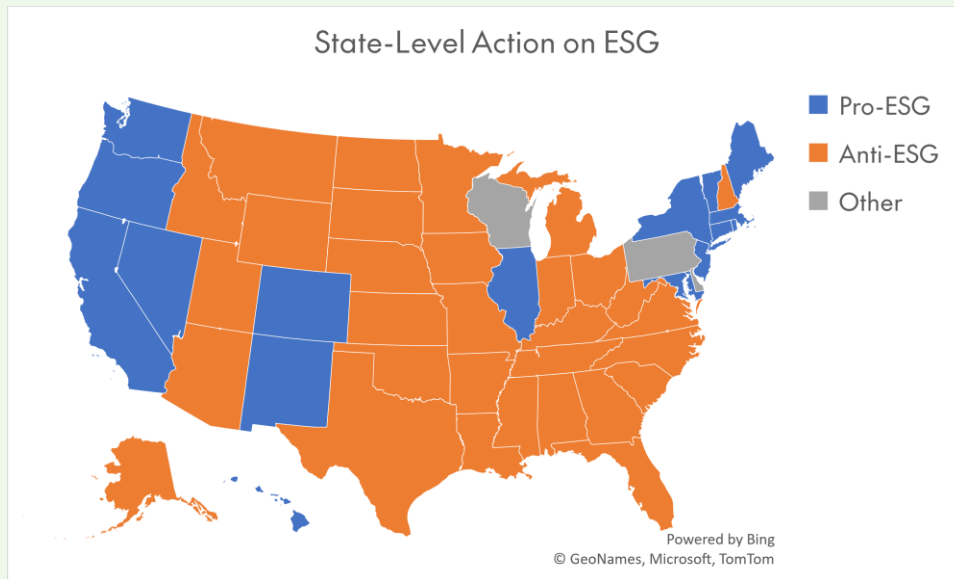 State-Level Action on ESG
Pro-ESG
Anti-ESG
Other
Powered by Bing
© GeoNames, Microsoft, TomTom